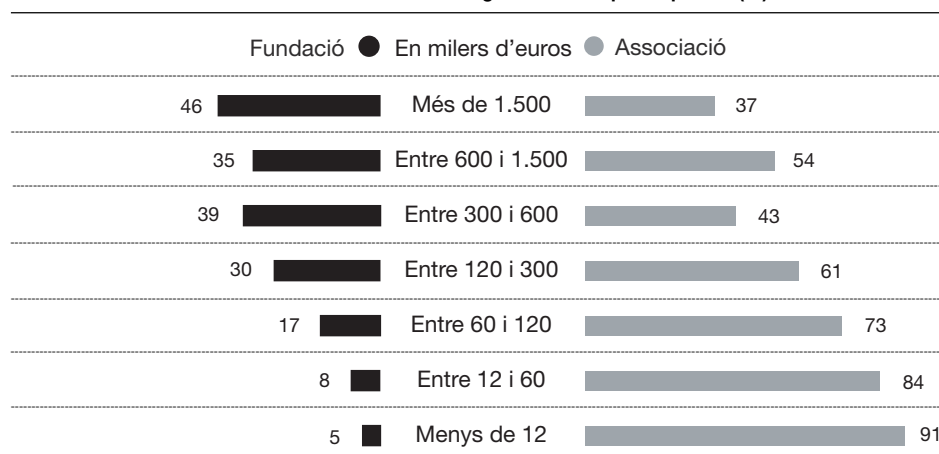 Fundació En milers d'euros Associació
46 Més de 1.500 37
35 Entre 600 i 1.500 54
39 Entre 300 i 600 43
30 Entre 120 i 300 61
17 Entre 60 i 120 73
8 Entre 12 i 60 84
5 Menys de 12 91